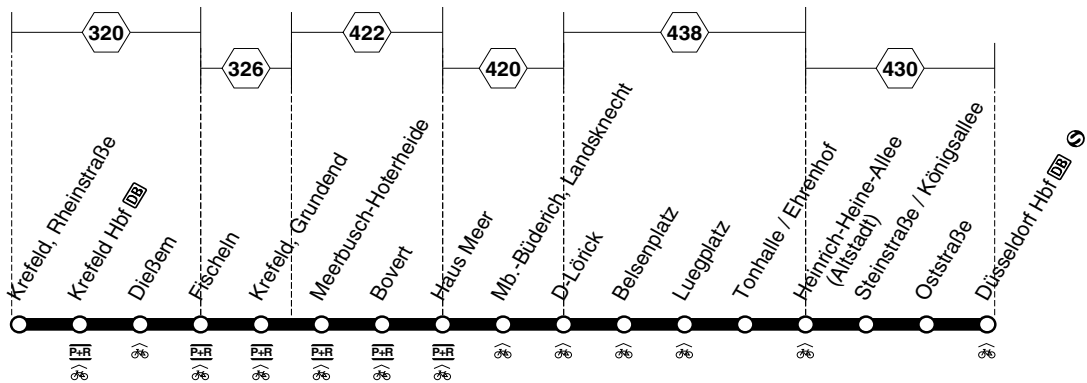 320
422
438
326
420
430
Krefeld, Rheinstraße
Krefeld Hbf DB
Dießem
Fischeln
Krefeld, Grundend
Meerbusch-Hoterheide
Bovert
Haus Meer
Mb.-Büderich, Landsknecht
D-Lörick
Belsenplatz
Luegplatz
Tonhalle / Ehrenhof
Heinrich-Heine-Allee
(Altstadt)
Steinstraße / Königsallee
Oststraße
Düsseldorf Hbf DB S
P+R
P+R
P+R
P+R
P+R
P+R